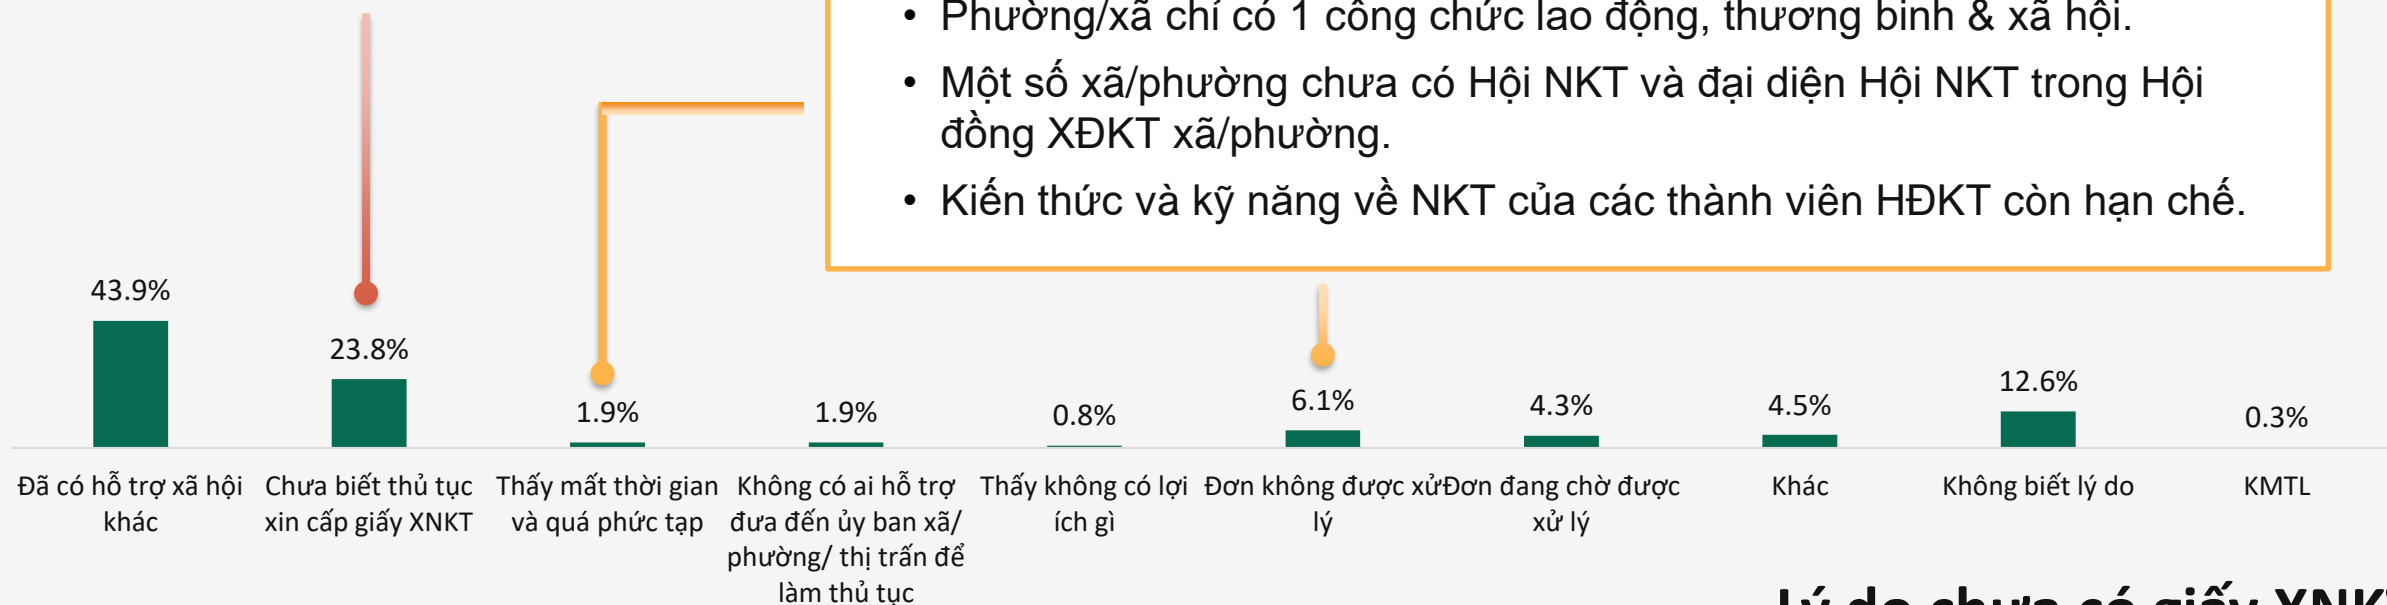 • Phường/xã chỉ có 1 công chức lao động, thương binh & xã hội.
• Một số xã/phường chưa có Hội NKT và đại diện Hội NKT trong Hội
đồng XĐKT xã/phường.
• Kiến thức và kỹ năng về NKT của các thành viên HĐKT còn hạn chế.
43.9%
23.8%
1.9%
1.9%
0.8%
6.1%
4.3%
4.5%
12.6%
0.3%
Đã có hỗ trợ xã hội
khác
Chưa biết thủ tục
xin cấp giấy XNKT
Thấy mất thời gian
và quá phức tạp
Không có ai hỗ trợ
đưa đến ủy ban xã/
phường/ thị trấn để
làm thủ tục
Thấy không có lợi
ích gì
Đơn không được xử
lý
Đơn đang chờ được
xử lý
Khác
Không biết lý do
KMTL
Lý do chưa có giấy XNKT